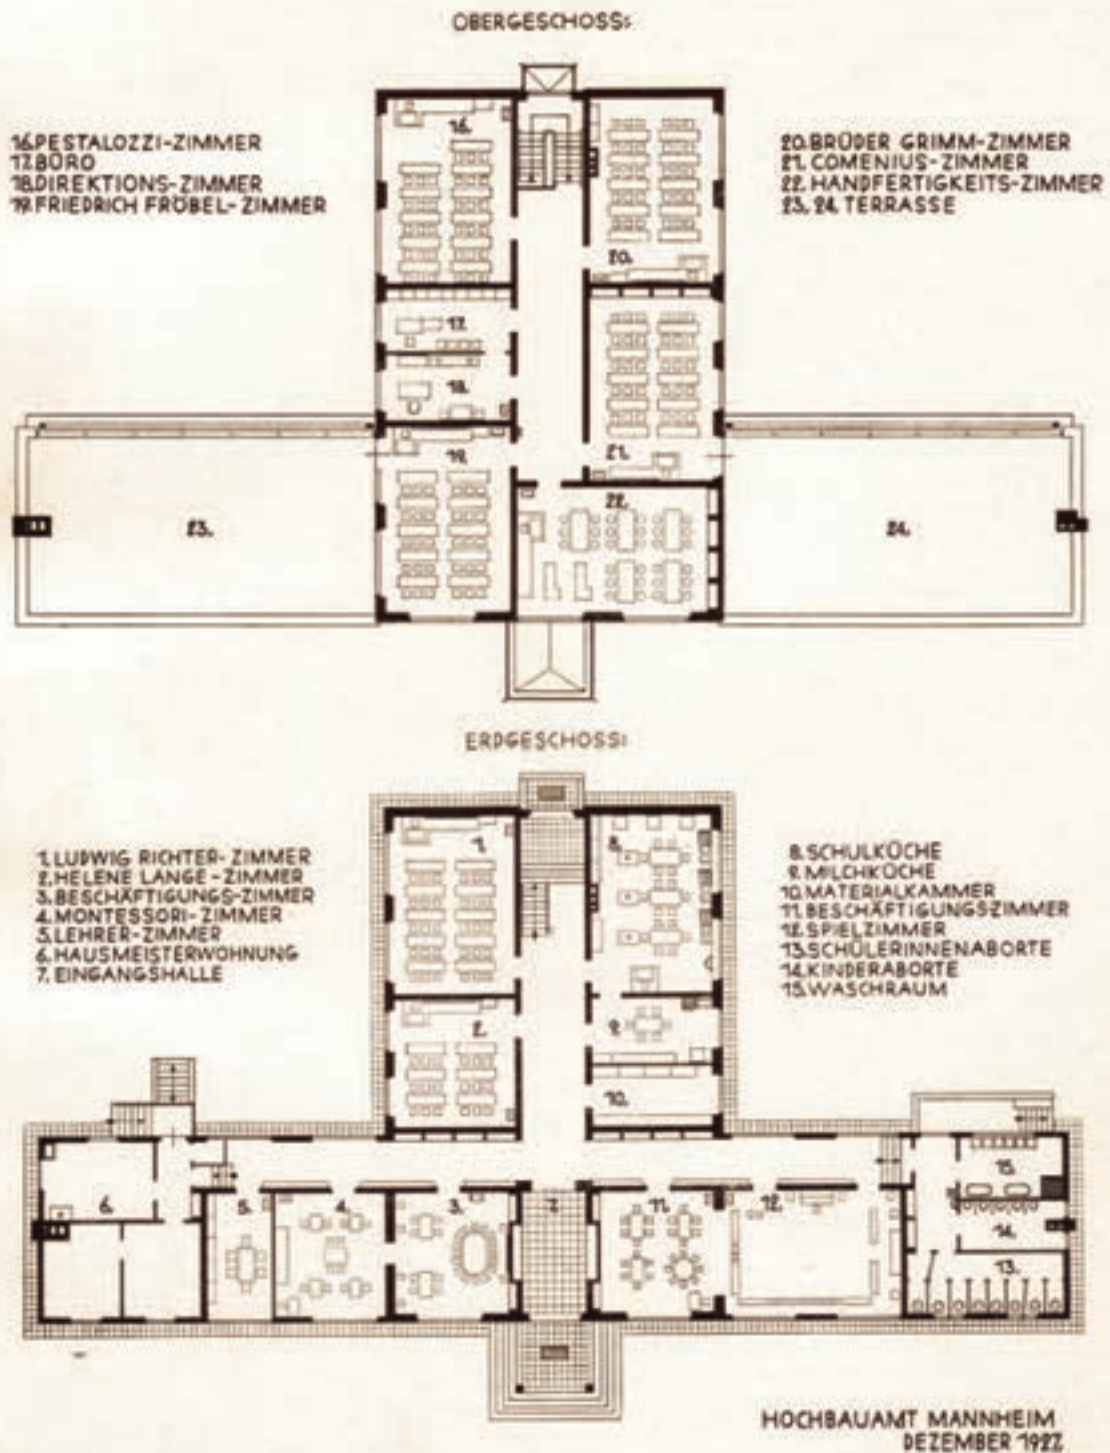 OBERGESCHOSS:
16. PESTALOZZI-ZIMMER
17. BÜRO
18. DIREKTIONS-ZIMMER
19. FRIEDRICH FRÖBEL-ZIMMER
20. BRÜDER GRIMM-ZIMMER
21. COMENIUS-ZIMMER
22. HANDFERTIGKEITS-ZIMMER
23. 24. TERRASSE
16.
20.
17.
18.
19.
21.
22.
23.
24.
ERDGESCHOSS:
1. LUDWIG RICHTER-ZIMMER
2. HELENE LANGE-ZIMMER
3. BESCHÄFTIGUNGS-ZIMMER
4. MONTESSORI-ZIMMER
5. LEHRER-ZIMMER
6. HAUSMEISTERWOHNUNG
7. EINGANGSHALLE
8. SCHULKÜCHE
9. MILCHKÜCHE
10. MATERIALKAMMER
11. BESCHÄFTIGUNGSZIMMER
12. SPIELZIMMER
13. SCHÜLERINNENABORTE
14. KINDERABORTE
15. WASCHRAUM
1.
8.
2.
9.
10.
6.
5.
4.
3.
7.
11.
12.
15.
14.
13.
HOCHBAUAMT MANNHEIM
DEZEMBER 1927